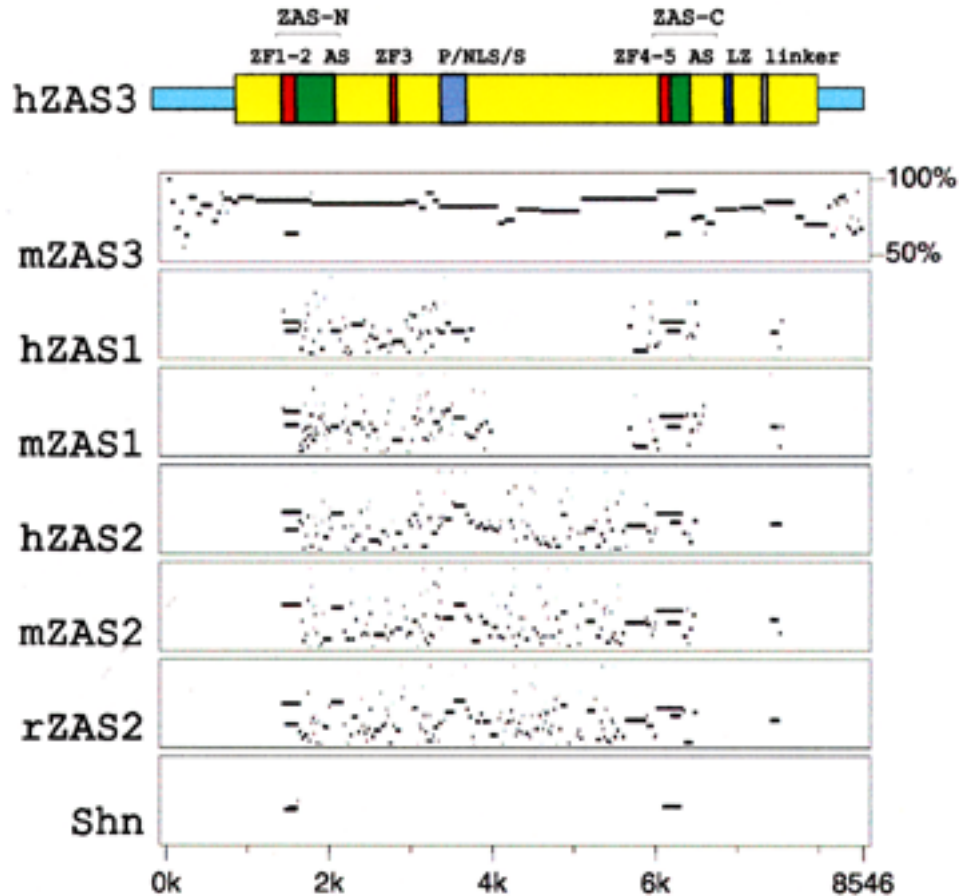 ZAS-N ZAS-C
ZF1-2 AS ZF3 P/NLS/S ZF4-5 AS LZ linker
hZAS3
100%
mZAS3
50%
hZAS1
mZAS1
hZAS2
mZAS2
rZAS2
Shn
0k 2k 4k 6k 8546